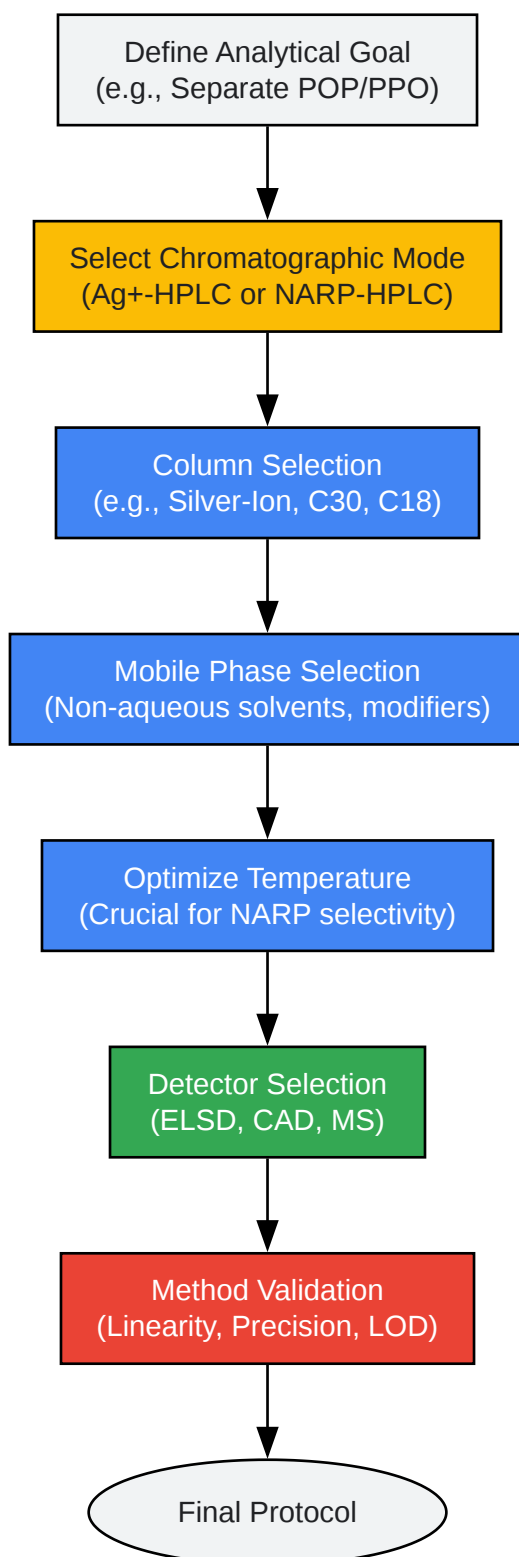 Define Analytical Goal
(e.g., Separate POP/PPO)
Select Chromatographic Mode
(Ag+-HPLC or NARP-HPLC)
Column Selection
(e.g., Silver-Ion, C30, C18)
Mobile Phase Selection
(Non-aqueous solvents, modifiers)
Optimize Temperature
(Crucial for NARP selectivity)
Detector Selection
(ELSD, CAD, MS)
Method Validation
(Linearity, Precision, LOD)
Final Protocol